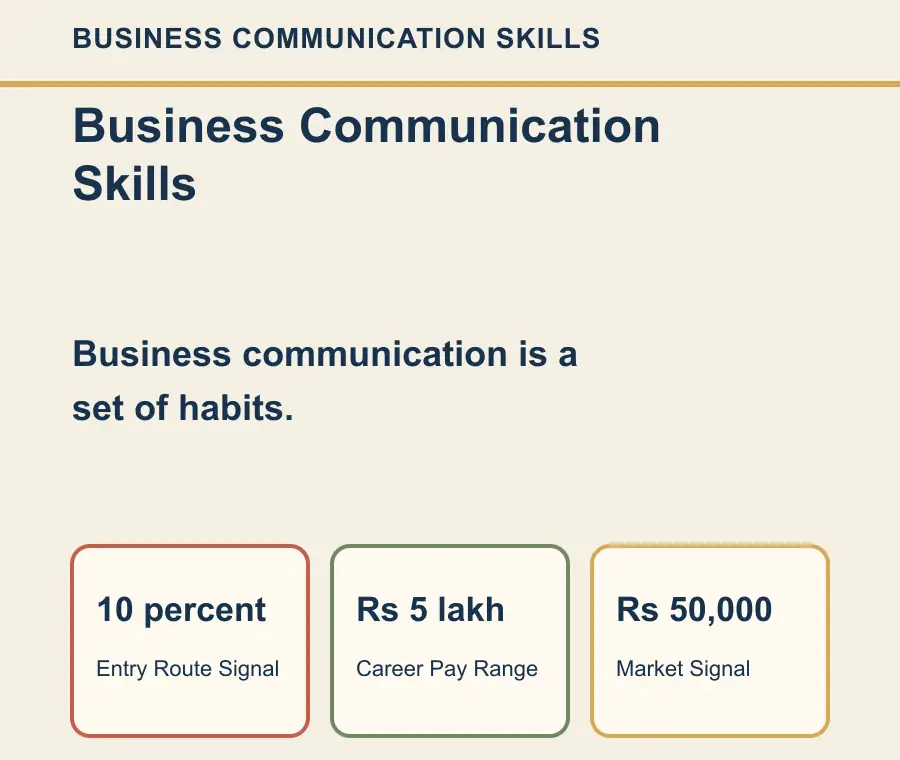 BUSINESS COMMUNICATION SKILLS
Business Communication
Skills
Business communication is a
set of habits.
10 percent
Entry Route Signal
Rs 5 lakh
Career Pay Range
Rs 50,000
Market Signal